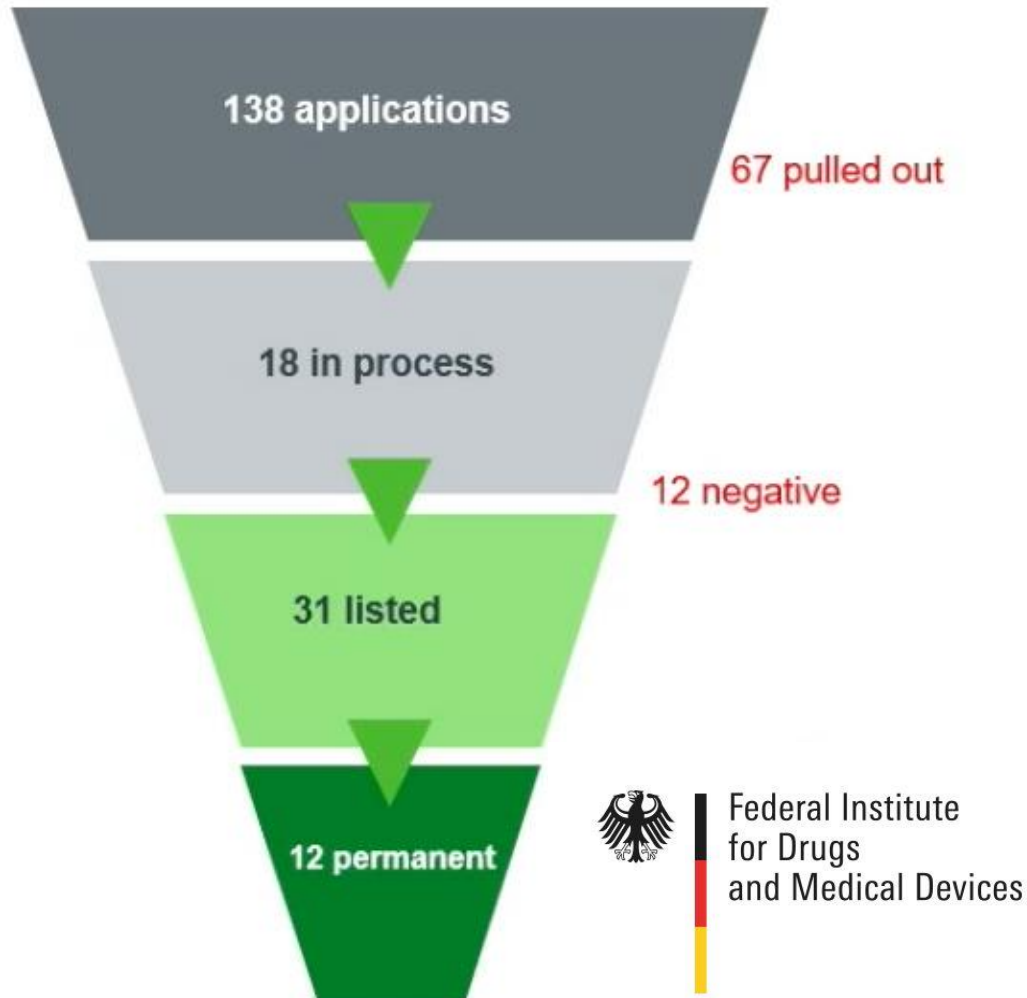 138 applications
67 pulled out
18 in process
12 negative
31 listed
12 permanent
Federal Institute
for Drugs
and Medical Devices